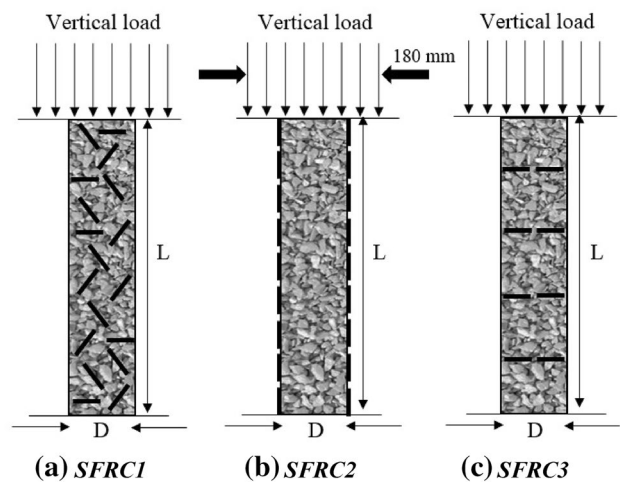 Vertical load
Vertical load
Vertical load
180 mm
L
L
L
D
D
D
(a) SFRC1
(b) SFRC2
(c) SFRC3